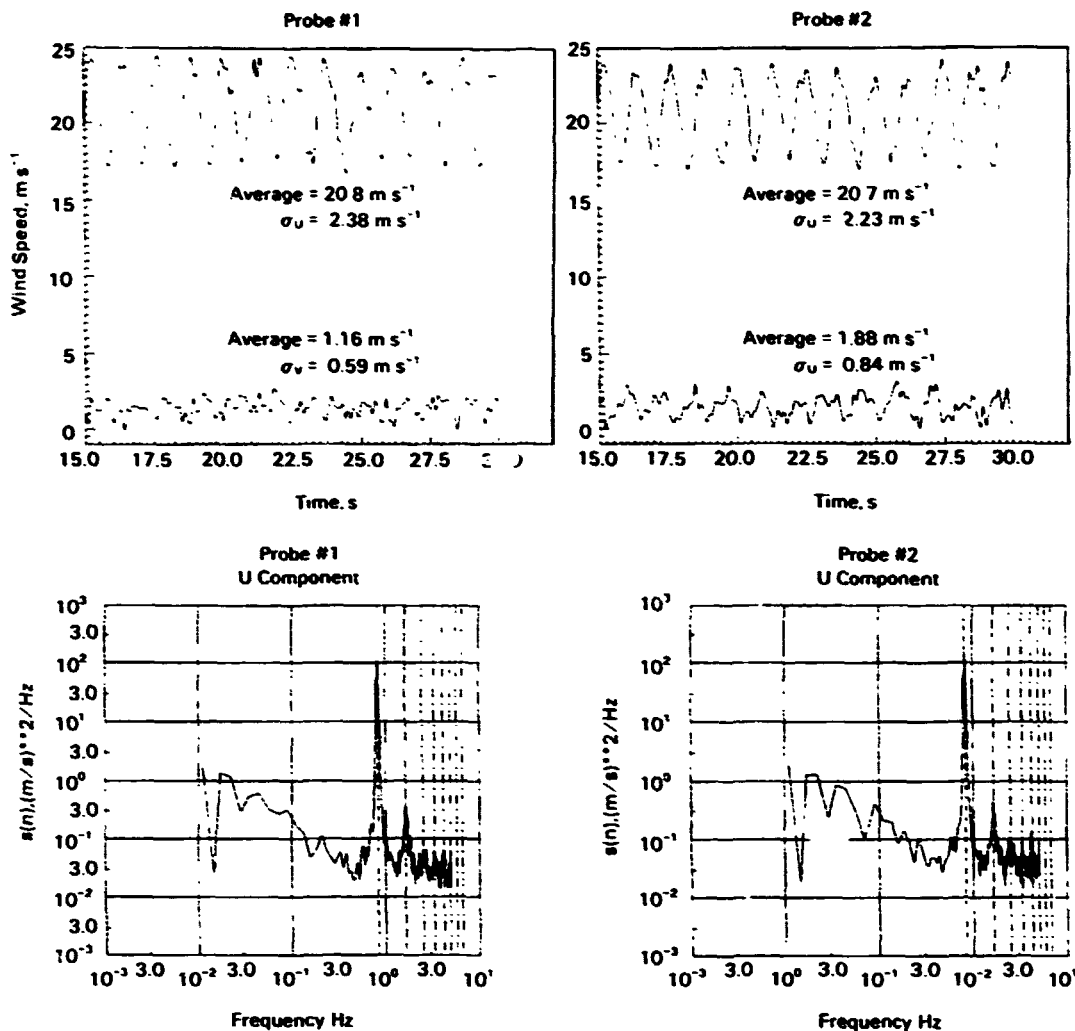 Probe #1
25
20
15
10
5
0
Wind Speed, m s⁻¹
Average = 20.8 m s⁻¹
σᵤ = 2.38 m s⁻¹
Average = 1.16 m s⁻¹
σᵥ = 0.59 m s⁻¹
15.0 17.5 20.0 22.5 25.0 27.5
Time, s
Probe #2
25
20
15
10
5
0
Average = 20 7 m s⁻¹
σᵤ = 2.23 m s⁻¹
Average = 1.88 m s⁻¹
σᵤ = 0.84 m s⁻¹
15.0 17.5 20.0 22.5 25.0 27.5 30.0
Time, s
Probe #1
U Component
10³
3.0
10²
3.0
10¹
3.0
10⁰
3.0
10⁻¹
3.0
10⁻²
3.0
10⁻³
s(n),(m/s)**2/Hz
10⁻³ 3.0 10⁻² 3.0 10⁻¹ 3.0 10⁰ 3.0 10¹
Frequency Hz
Probe #2
U Component
10³
10²
10¹
10⁰
10⁻¹
10⁻²
10⁻³
s(n),(m/s)**2/Hz
10⁻³ 3.0 10⁰ 3.0 10⁻¹ 3.0 10⁻² 3.0 10¹
Frequency Hz